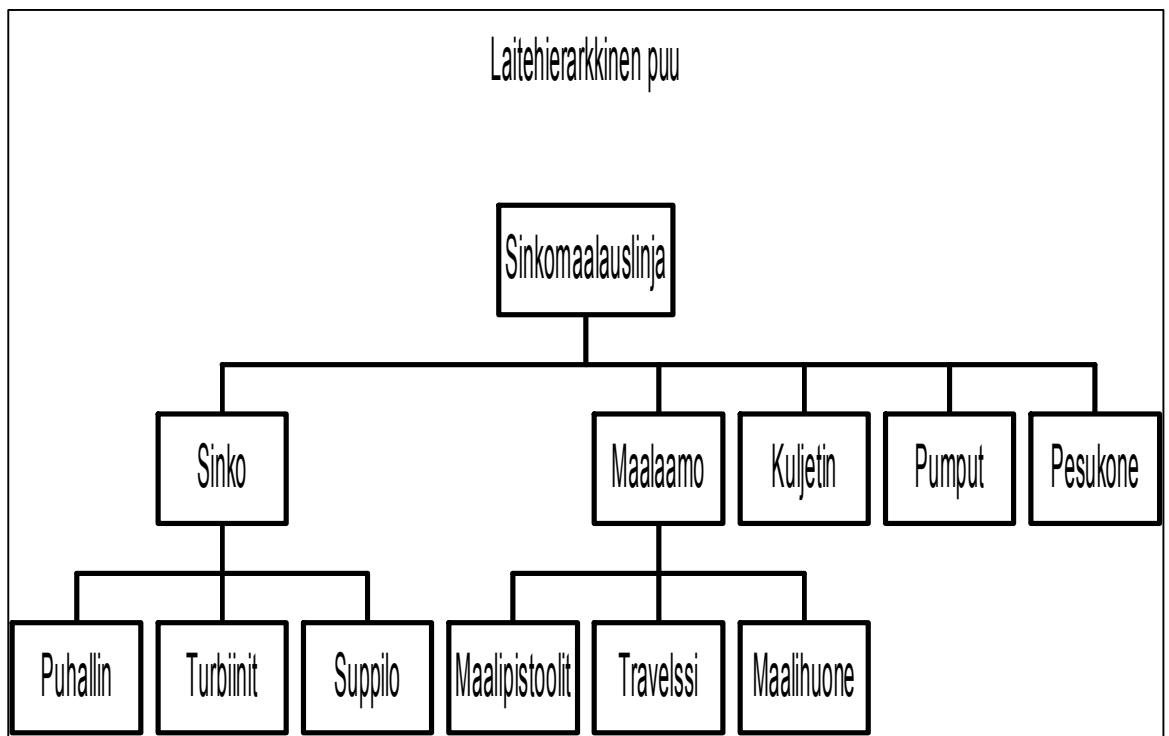 Laitehierarkkinen puu
Sinkomaalauslinja
Sinko
Maalaamo
Kuljetin
Pumput
Pesukone
Puhallin
Turbiinit
Suppilo
Maalipistoolit
Travelssi
Maalihuone